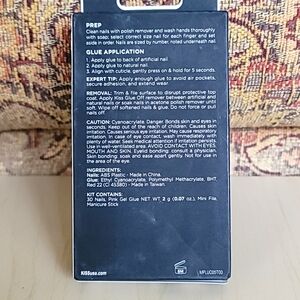 PREP
Clean nails with polish remover and wash hands thoroughly
with soap; select correct size nail for each finger and set
aside in order. Nails are sized by number, noted underneath nail.
GLUE APPLICATION
1. Apply glue to back of artificial nail
2. Apply glue to natural nail
3. Align with cuticle, gently press on & hold for 5 seconds.
EXPERT TIP: Apply enough glue to avoid air pockets,
secure adhesion, and extend wear.
REMOVAL: Trim & file surface to disrupt protective top
coat. Apply Kiss Glue Off remover between artificial and
natural nails or soak nails in acetone polish remover until
soft. Wipe off softened nails & glue. Do not force or pull
nails off
CAUTION: Cyanoacrylate. Danger. Bonds skin and eyes in
seconds. Keep out of the reach of children. Causes skin
irritation. Causes serious eye irritation. May cause respiratory
irritation. In case of eye contact, wash immediately with
plenty of water. Seek medical attention if irritation persists.
Use in well-ventilated area. AVOID CONTACT WITH EYES,
MOUTH AND SKIN. Eyelid bonding: consult a physician.
Skin bonding: soak and ease apart gently. Not for use in
the area of the eye.
INGREDIENTS:
Nails: ABS Plastic - Made in China.
Glue: Ethyl Cyanoacrylate, Polymethyl Methacrylate, BHT,
Red 22 (CI 45380) - Made in Taiwan.
KIT CONTAINS:
30 Nails, Pink Gel Glue NET WT 2 g (0.07 oz.), Mini File,
Manicure Stick
KISSusa.com